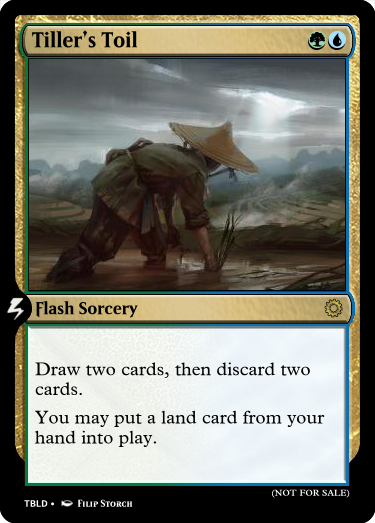 Tiller's Toil
Flash Sorcery
Draw two cards, then discard two
cards.
You may put a land card from your
hand into play.
(NOT FOR SALE)
TBLD • Filip Storch